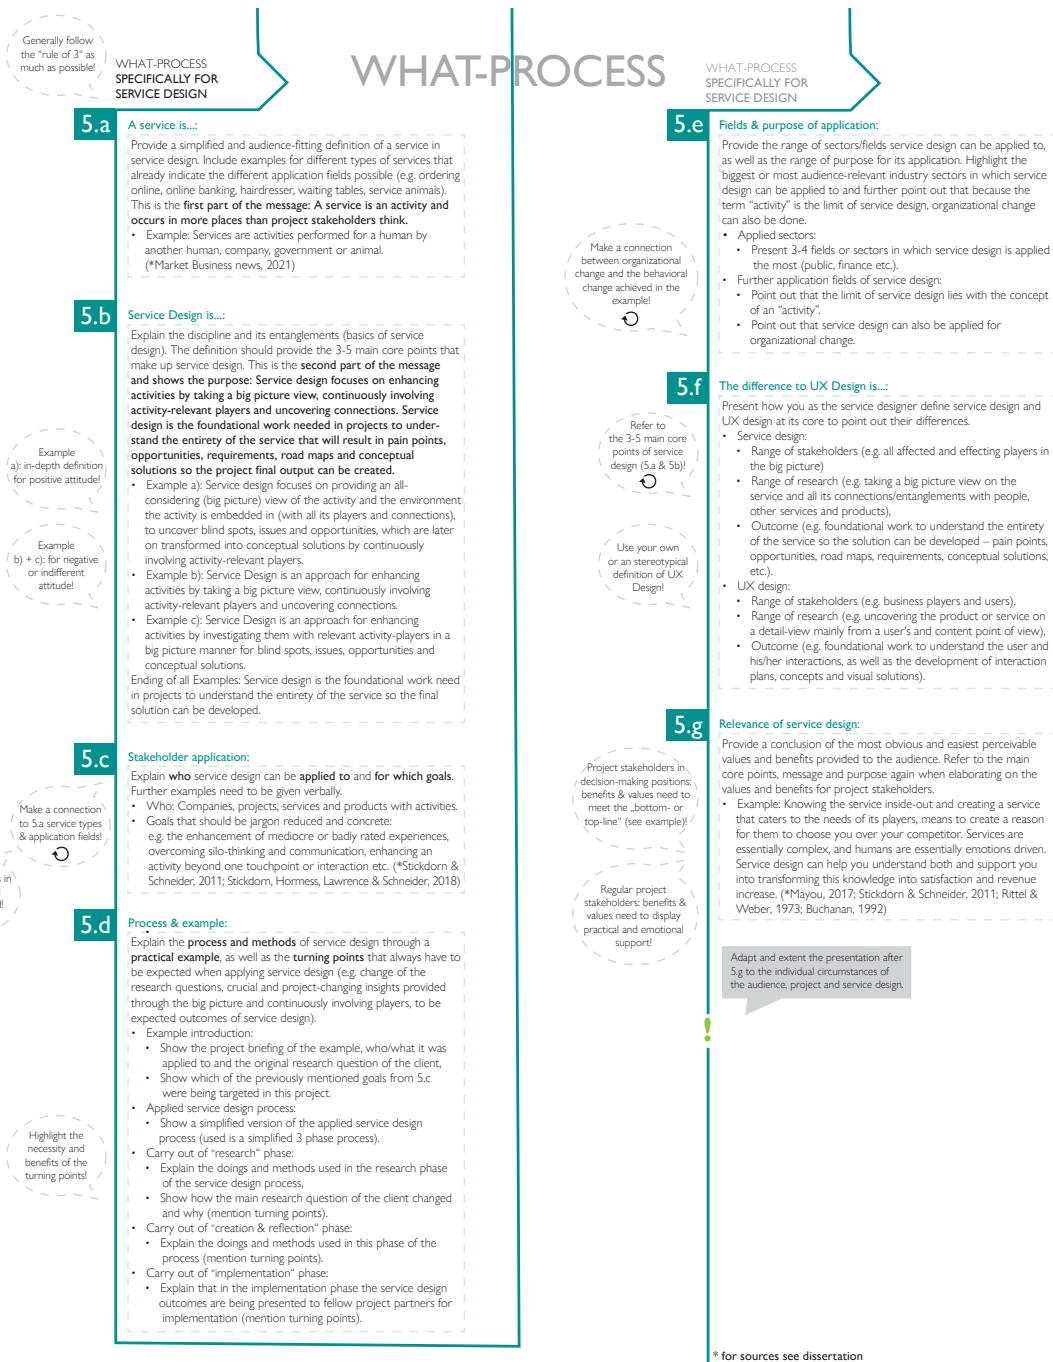 Generally follow
the "rule of 3" as
much as possible!
WHAT-PROCESS
SPECIFICALLY FOR
SERVICE DESIGN
WHAT-PROCESS
5.a
A service is...:
Provide a simplified and audience-fitting definition of a service in
service design. Include examples for different types of services that
already indicate the different application fields possible (e.g. ordering
online, online banking, hairdresser, waiting tables, service animals).
This is the first part of the message: A service is an activity and
occurs in more places than project stakeholders think.
• Example: Services are activities performed for a human by
another human, company, government or animal.
(*Market Business news, 2021)
5.b
Service Design is...:
Explain the discipline and its entanglements (basics of service
design). The definition should provide the 3-5 main core points that
make up service design. This is the second part of the message
and shows the purpose: Service design focuses on enhancing
activities by taking a big picture view, continuously involving
activity-relevant players and uncovering connections. Service
design is the foundational work needed in projects to under-
stand the entirety of the service that will result in pain points,
opportunities, requirements, road maps and conceptual
solutions so the project final output can be created.
• Example a): Service design focuses on providing an all-
considering (big picture) view of the activity and the environment
the activity is embedded in (with all its players and connections),
to uncover blind spots, issues and opportunities, which are later
on transformed into conceptual solutions by continuously
involving activity-relevant players.
• Example b): Service Design is an approach for enhancing
activities by taking a big picture view, continuously involving
activity-relevant players and uncovering connections.
• Example c): Service Design is an approach for enhancing
activities by investigating them with relevant activity-players in a
big picture manner for blind spots, issues, opportunities and
conceptual solutions.
Ending of all Examples: Service design is the foundational work need
in projects to understand the entirety of the service so the final
solution can be developed.
Example
a): in-depth definition
for positive attitude!
Example
b) + c): for negative
or indifferent
attitude!
5.c
Stakeholder application:
Explain who service design can be applied to and for which goals.
Further examples need to be given verbally.
• Who: Companies, projects, services and products with activities.
• Goals that should be jargon reduced and concrete:
e.g. the enhancement of mediocre or badly rated experiences,
overcoming silo-thinking and communication, enhancing an
activity beyond one touchpoint or interaction etc. (*Stickdorn &
Schneider, 2011; Stickdorn, Hormess, Lawrence & Schneider, 2018)
Make a connection
to 5.a service types
& application fields!
in
!
5.d
Process & example:
Explain the process and methods of service design through a
practical example, as well as the turning points that always have to
be expected when applying service design (e.g. change of the
research questions, crucial and project-changing insights provided
through the big picture and continuously involving players, to be
expected outcomes of service design).
• Example introduction:
• Show the project briefing of the example, who/what it was
applied to and the original research question of the client,
• Show which of the previously mentioned goals from 5.c
were being targeted in this project.
• Applied service design process:
• Show a simplified version of the applied service design
process (used is a simplified 3 phase process).
• Carry out of "research" phase:
• Explain the doings and methods used in the research phase
of the service design process,
• Show how the main research question of the client changed
and why (mention turning points).
• Carry out of "creation & reflection" phase:
• Explain the doings and methods used in this phase of the
process (mention turning points).
• Carry out of "implementation" phase:
• Explain that in the implementation phase the service design
outcomes are being presented to fellow project partners for
implementation (mention turning points).
Highlight the
necessity and
benefits of the
turning points!
WHAT-PROCESS
SPECIFICALLY FOR
SERVICE DESIGN
5.e
Fields & purpose of application:
Provide the range of sectors/fields service design can be applied to,
as well as the range of purpose for its application. Highlight the
biggest or most audience-relevant industry sectors in which service
design can be applied to and further point out that because the
term "activity" is the limit of service design, organizational change
can also be done.
• Applied sectors:
• Present 3-4 fields or sectors in which service design is applied
the most (public, finance etc.).
• Further application fields of service design:
• Point out that the limit of service design lies with the concept
of an "activity".
• Point out that service design can also be applied for
organizational change.
Make a connection
between organizational
change and the behavioral
change achieved in the
example!
5.f
The difference to UX Design is...:
Present how you as the service designer define service design and
UX design at its core to point out their differences.
• Service design:
• Range of stakeholders (e.g. all affected and effecting players in
the big picture)
• Range of research (e.g. taking a big picture view on the
service and all its connections/entanglements with people,
other services and products),
• Outcome (e.g. foundational work to understand the entirety
of the service so the solution can be developed – pain points,
opportunities, road maps, requirements, conceptual solutions,
etc.).
• UX design:
• Range of stakeholders (e.g. business players and users),
• Range of research (e.g. uncovering the product or service on
a detail-view mainly from a user's and content point of view),
• Outcome (e.g. foundational work to understand the user and
his/her interactions, as well as the development of interaction
plans, concepts and visual solutions).
Refer to
the 3-5 main core
points of service
design (5.a & 5b)!
Use your own
or an stereotypical
definition of UX
Design!
5.g
Relevance of service design:
Provide a conclusion of the most obvious and easiest perceivable
values and benefits provided to the audience. Refer to the main
core points, message and purpose again when elaborating on the
values and benefits for project stakeholders.
• Example: Knowing the service inside-out and creating a service
that caters to the needs of its players, means to create a reason
for them to choose you over your competitor. Services are
essentially complex, and humans are essentially emotions driven.
Service design can help you understand both and support you
into transforming this knowledge into satisfaction and revenue
increase. (*Mayou, 2017; Stickdorn & Schneider, 2011; Rittel &
Weber, 1973; Buchanan, 1992)
Project stakeholders in
decision-making positions:
benefits & values need to
meet the „bottom- or
top-line" (see example)!
Regular project
stakeholders: benefits &
values need to display
practical and emotional
support!
Adapt and extent the presentation after
5.g to the individual circumstances of
the audience, project and service design.
!
* for sources see dissertation